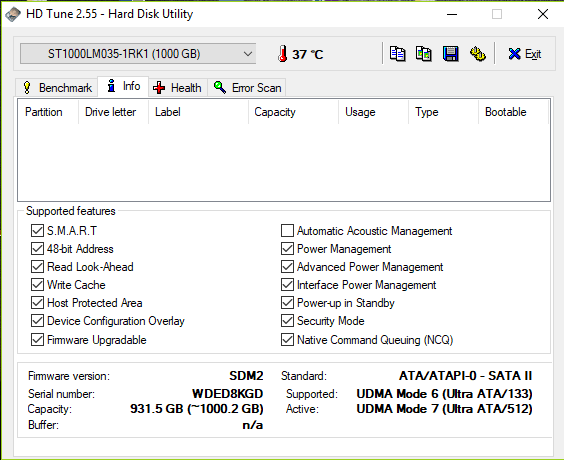 HD Tune 2.55 - Hard Disk Utility
ST1000LM035-1RK1 (1000 GB)
37 °C
Exit
Benchmark
Info
Health
Error Scan
Partition Drive letter Label Capacity Usage Type Bootable
Supported features
S.M.A.R.T
48-bit Address
Read Look-Ahead
Write Cache
Host Protected Area
Device Configuration Overlay
Firmware Upgradable
Automatic Acoustic Management
Power Management
Advanced Power Management
Interface Power Management
Power-up in Standby
Security Mode
Native Command Queuing (NCQ)
Firmware version: SDM2
Serial number: WDED8KGD
Capacity: 931.5 GB (~1000.2 GB)
Buffer: n/a
Standard: ATA/ATAPI-0 - SATA II
Supported: UDMA Mode 6 (Ultra ATA/133)
Active: UDMA Mode 7 (Ultra ATA/512)